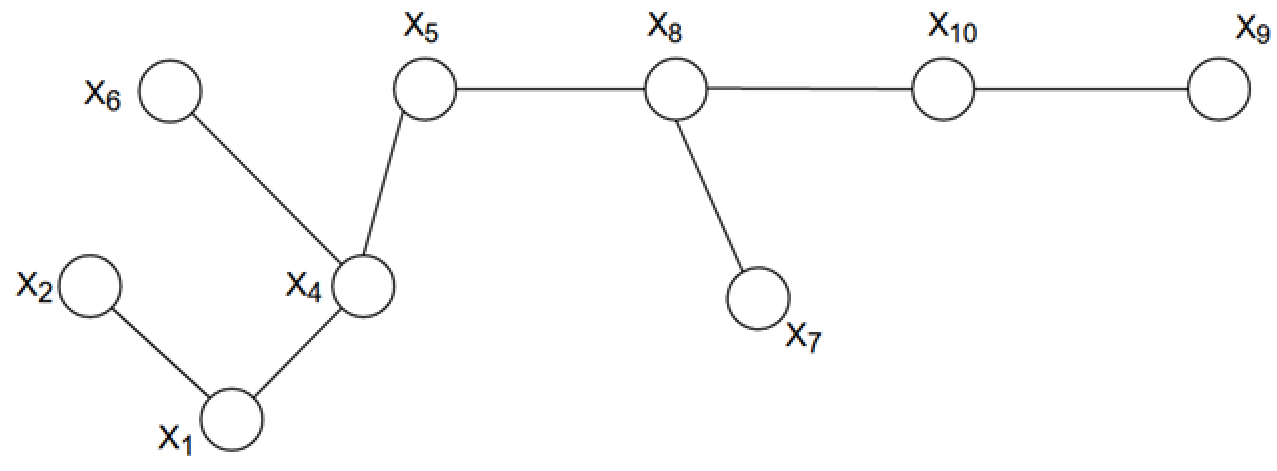 X₅ X₈ X₁₀ X₉
X₆
X₂ X₄
X₇
X₁